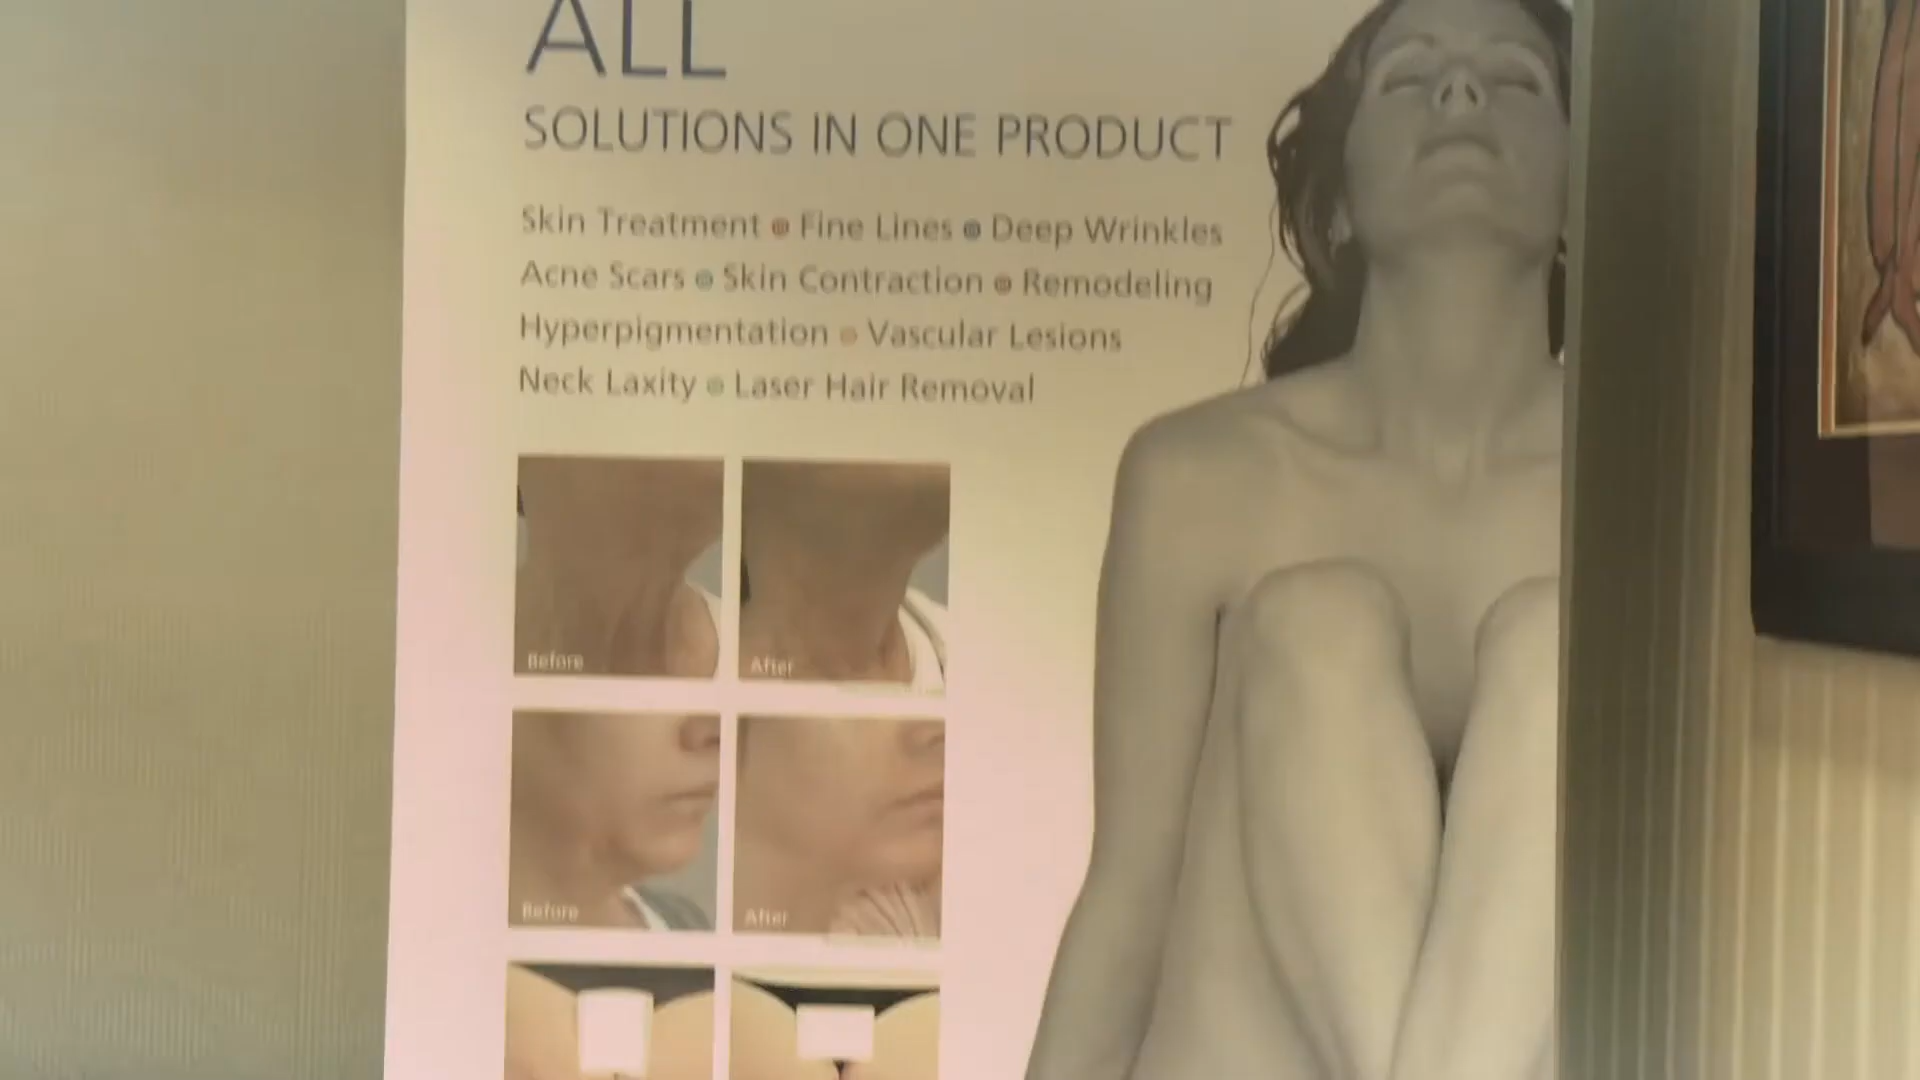 ALL
SOLUTIONS IN ONE PRODUCT
Skin Treatment • Fine Lines • Deep Wrinkles
Acne Scars • Skin Contraction • Remodeling
Hyperpigmentation • Vascular Lesions
Neck Laxity • Laser Hair Removal
Before After
Before After